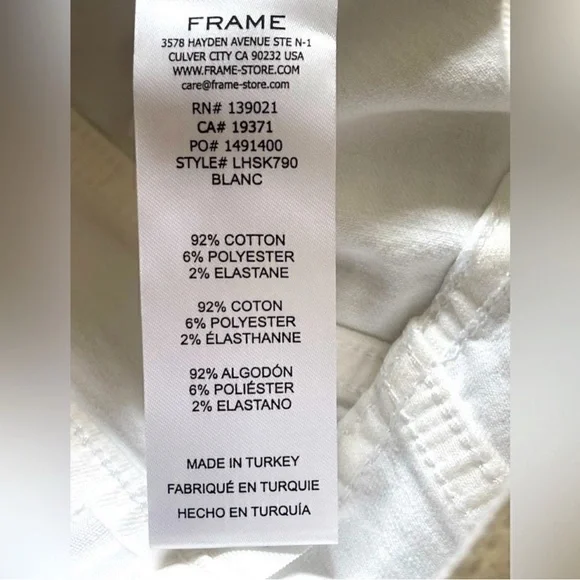 FRAME
3578 HAYDEN AVENUE STE N-1
CULVER CITY CA 90232 USA
WWW.FRAME-STORE.COM
care@frame-store.com
RN# 139021
CA# 19371
PO# 1491400
STYLE# LHSK790
BLANC
92% COTTON
6% POLYESTER
2% ELASTANE
92% COTON
6% POLYESTER
2% ÉLASTHANNE
92% ALGODÓN
6% POLIÉSTER
2% ELASTANO
MADE IN TURKEY
FABRIQUÉ EN TURQUIE
HECHO EN TURQUÍA